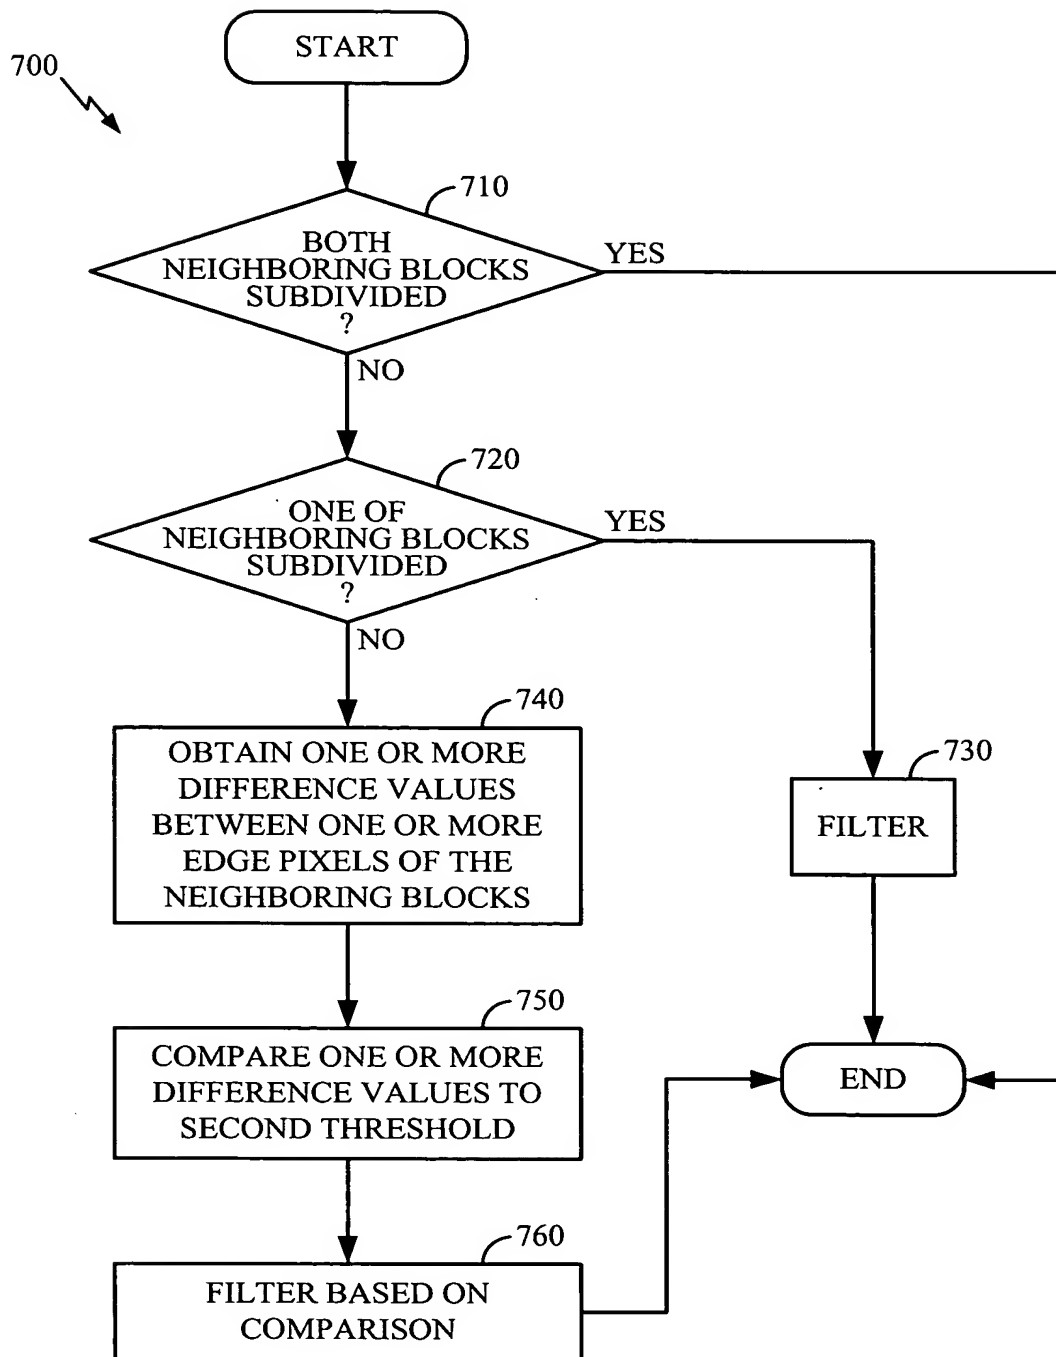 START
700
710
BOTH
NEIGHBORING BLOCKS
SUBDIVIDED
?
YES
NO
720
ONE OF
NEIGHBORING BLOCKS
SUBDIVIDED
?
YES
NO
740
OBTAIN ONE OR MORE
DIFFERENCE VALUES
BETWEEN ONE OR MORE
EDGE PIXELS OF THE
NEIGHBORING BLOCKS
730
FILTER
750
COMPARE ONE OR MORE
DIFFERENCE VALUES TO
SECOND THRESHOLD
END
760
FILTER BASED ON
COMPARISON